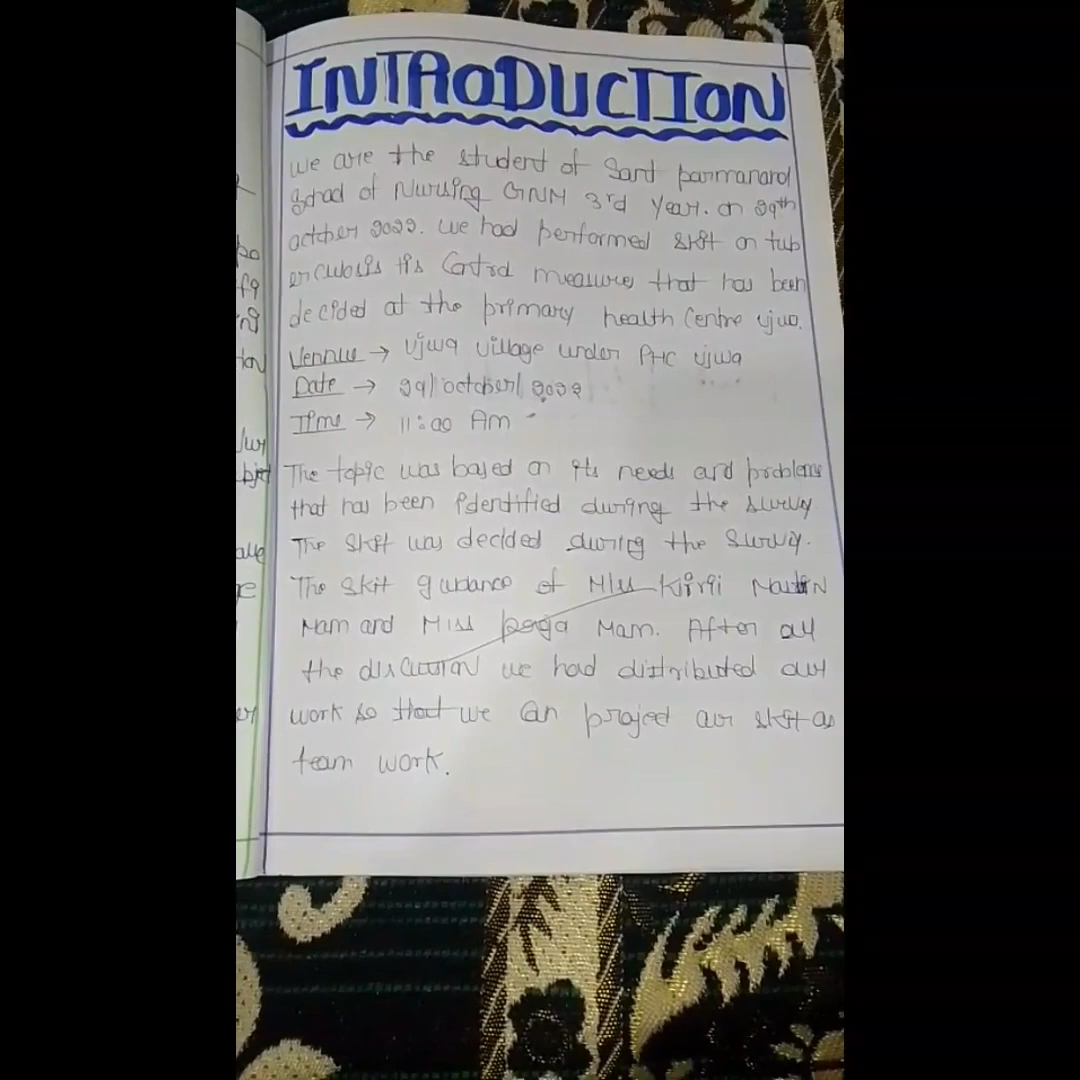 INTRODUCTION
we are the student of Sant parmanand
School of Nursing GNM 3rd Year. on 29th
october 2022. we had performed skit on tub
erculosis tis Control measures that has been
decided at the primary health Centre ujwa.
Vennue → Ujwa village under PHC ujwa
Date → 29/october/2022
Time → 11:00 Am
The topic was based on its needs and problems
that has been identified during the survey
The skit was decided during the survey.
The skit guidance of Miss Mam and Miss pooja Mam. After all
the discussion we had distributed our
work so that we can project our skit as
team work.